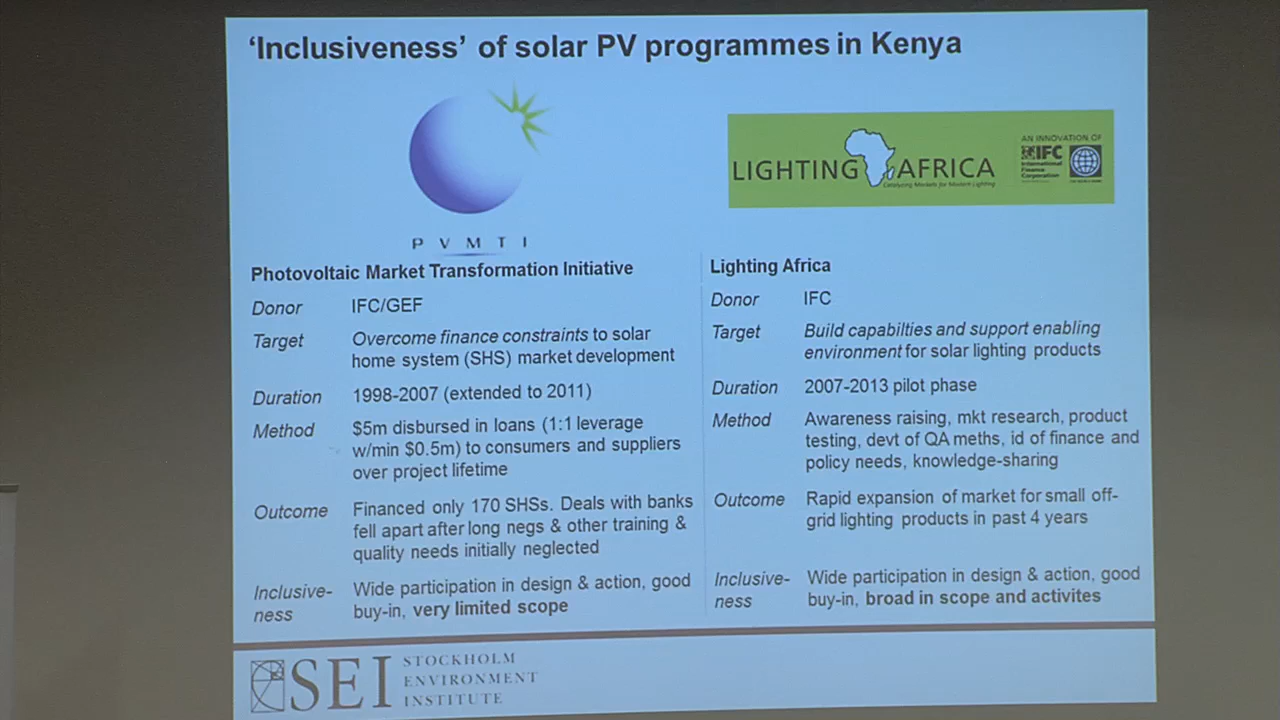 ‘Inclusiveness’ of solar PV programmes in Kenya
PVMTI
Photovoltaic Market Transformation Initiative
Donor IFC/GEF
Target Overcome finance constraints to solar
home system (SHS) market development
Duration 1998-2007 (extended to 2011)
Method $5m disbursed in loans (1:1 leverage
w/min $0.5m) to consumers and suppliers
over project lifetime
Outcome Financed only 170 SHSs. Deals with banks
fell apart after long negs & other training &
quality needs initially neglected
Inclusive- Wide participation in design & action, good
ness buy-in, very limited scope
LIGHTING AFRICA
Catalyzing Markets for Modern Lighting
AN INNOVATION OF
IFC
International
Finance
Corporation
Lighting Africa
Donor IFC
Target Build capabilties and support enabling
environment for solar lighting products
Duration 2007-2013 pilot phase
Method Awareness raising, mkt research, product
testing, devt of QA meths, id of finance and
policy needs, knowledge-sharing
Outcome Rapid expansion of market for small off-
grid lighting products in past 4 years
Inclusive- Wide participation in design & action, good
ness buy-in, broad in scope and activites
SEI
STOCKHOLM
ENVIRONMENT
INSTITUTE